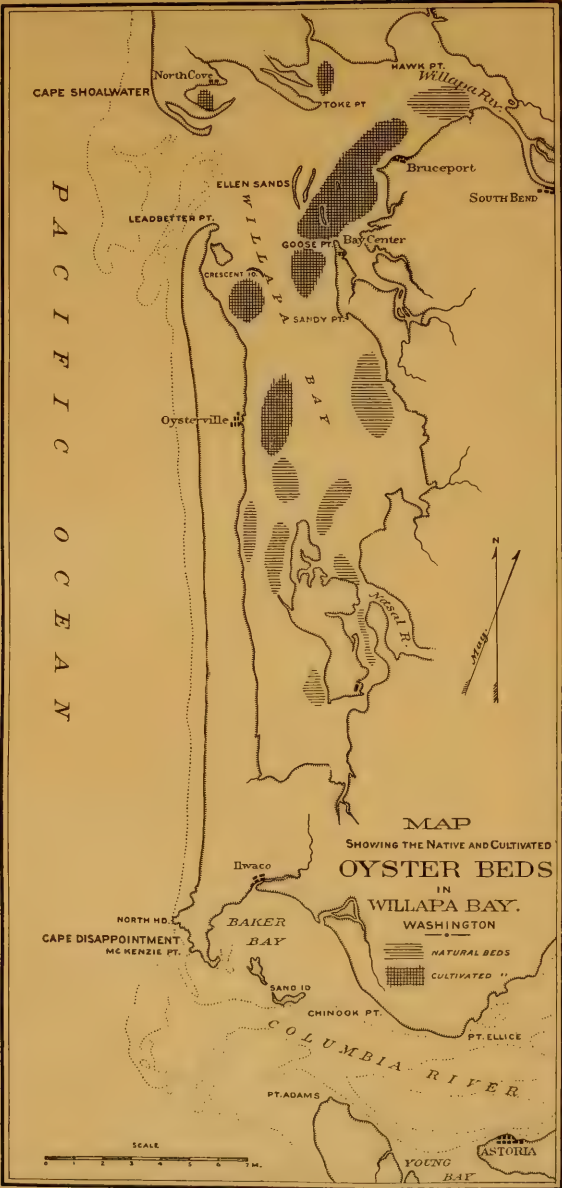 HAWK PT.
NorthCove
Willapa Riv.
CAPE SHOALWATER
TOKE PT
Bruceport
ELLEN SANDS
SOUTH BEND
LEADBETTER PT.
GOOSE PT.
Bay Center
CRESCENT ID.
SANDY PT.
WILLAPA
BAY
PACIFIC OCEAN
Oysterville
N
Mag.
Nasal R.
MAP
SHOWING THE NATIVE AND CULTIVATED
OYSTER BEDS
IN
WILLAPA BAY.
WASHINGTON
NATURAL BEDS
CULTIVATED "
Ilwaco
NORTH HD.
BAKER
BAY
CAPE DISAPPOINTMENT
MC KENZIE PT.
SAND ID
CHINOOK PT.
PT. ELLICE
COLUMBIA RIVER
PT. ADAMS
ASTORIA
YOUNG
BAY
SCALE
0 1 2 3 4 5 6 7 M.